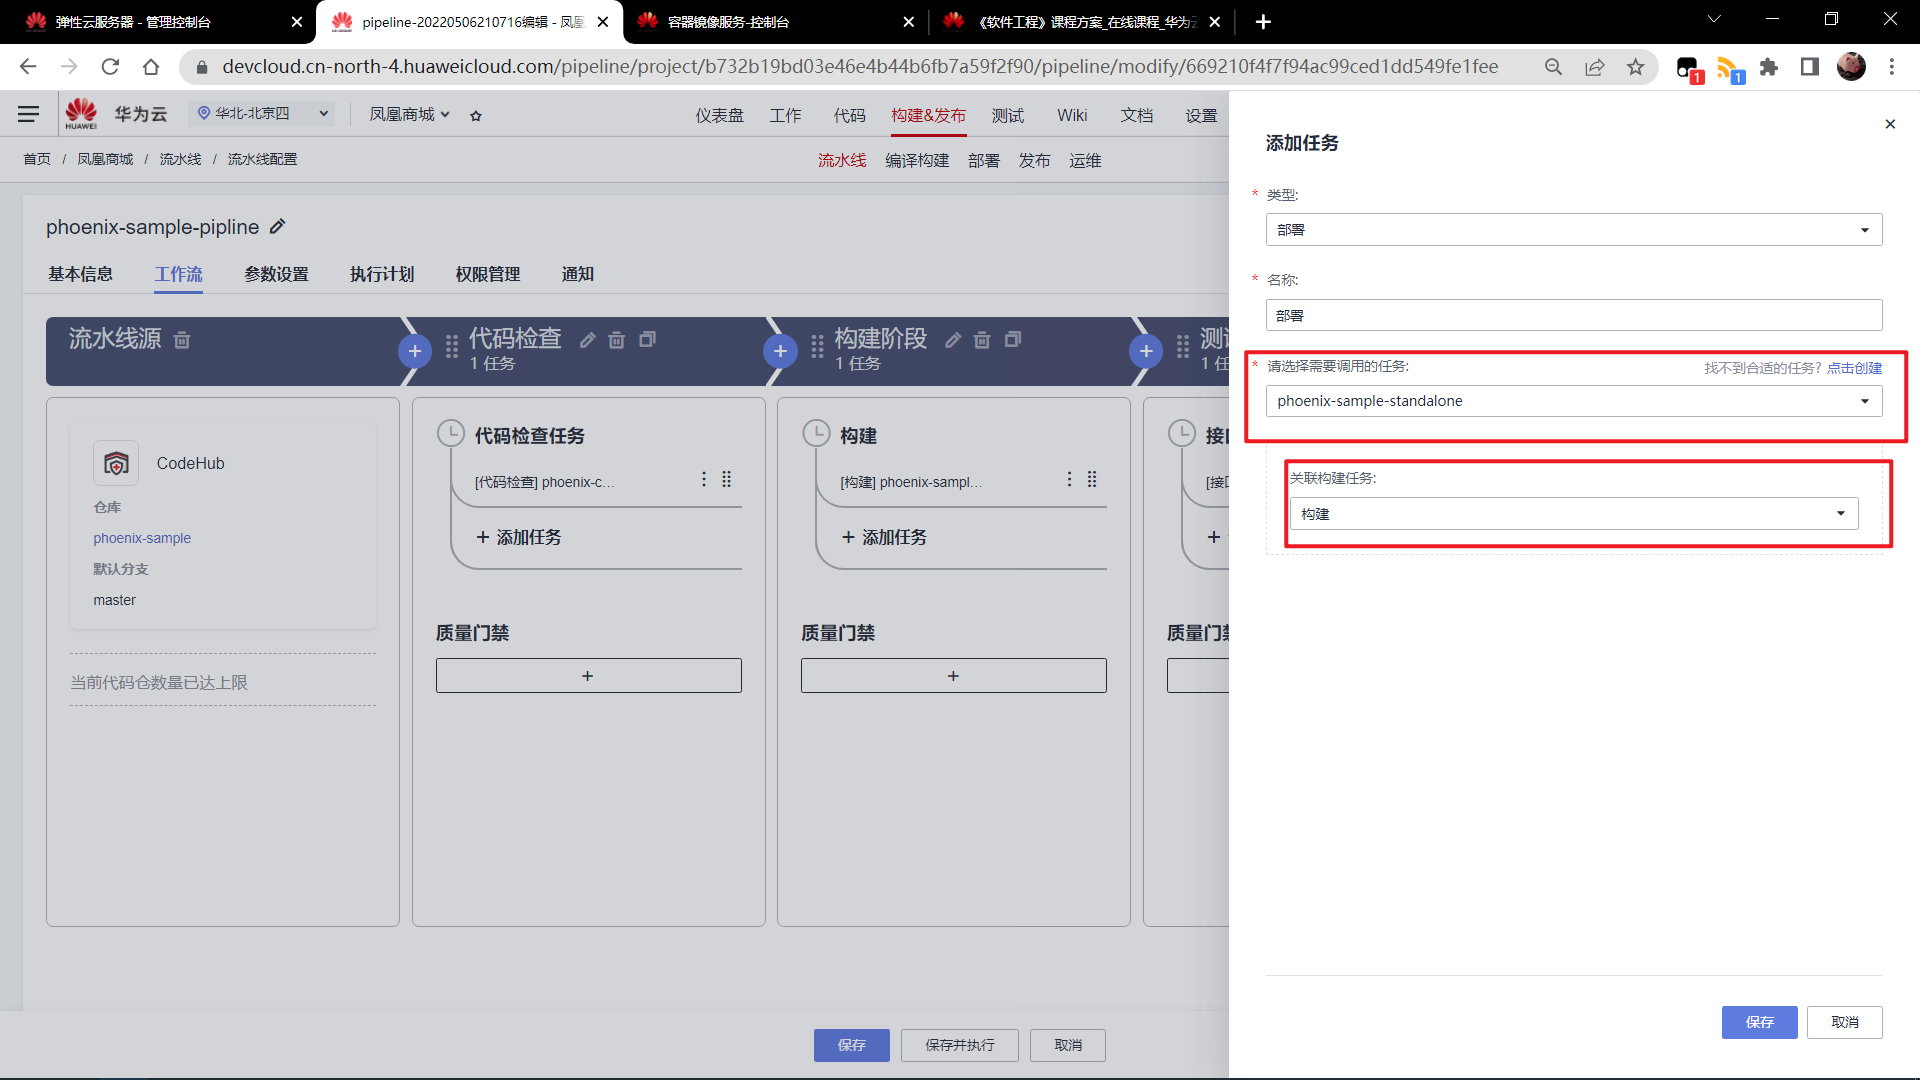 弹性云服务器 - 管理控制台
pipeline-20220506210716编辑 - 凤凰
容器镜像服务-控制台
《软件工程》课程方案_在线课程_华为云
devcloud.cn-north-4.huaweicloud.com/pipeline/project/b732b19bd03e46e4b44b6fb7a59f2f90/pipeline/modify/669210f4f7f94ac99ced1dd549fe1fee
1
1
HUAWEI
华为云
华北-北京四
凤凰商城
仪表盘
工作
代码
构建&发布
测试
Wiki
文档
设置
首页 / 凤凰商城 / 流水线 / 流水线配置
流水线
编译构建
部署
发布
运维
phoenix-sample-pipline
基本信息
工作流
参数设置
执行计划
权限管理
通知
流水线源
代码检查
1 任务
构建阶段
1 任务
测试
1 任
CodeHub
仓库
phoenix-sample
默认分支
master
当前代码仓数量已达上限
代码检查任务
[代码检查] phoenix-c...
+ 添加任务
质量门禁
+
构建
[构建] phoenix-sampl...
+ 添加任务
质量门禁
+
接口
[接口
+
质量门禁
保存
保存并执行
取消
添加任务
* 类型:
部署
* 名称:
部署
* 请选择需要调用的任务:
找不到合适的任务? 点击创建
phoenix-sample-standalone
关联构建任务:
构建
保存
取消